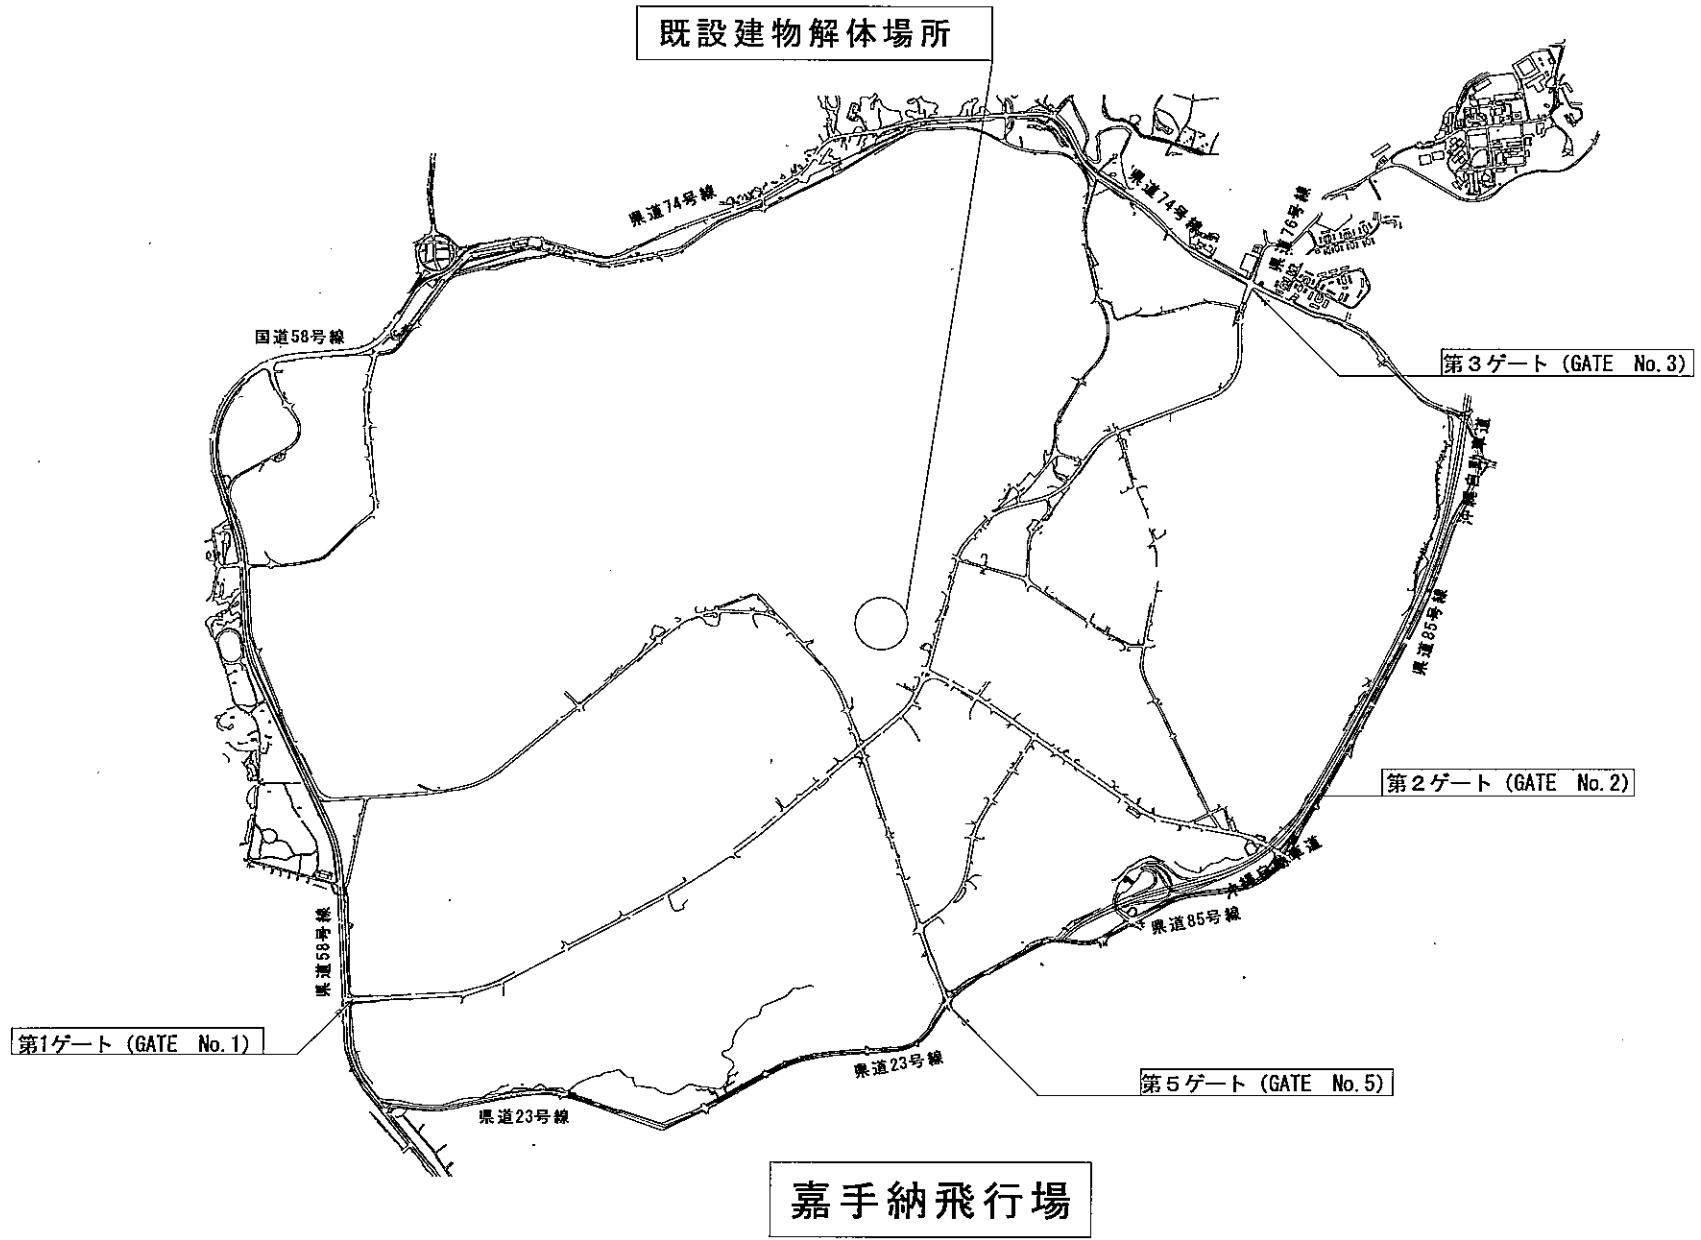 既設建物解体場所
県道74号線
県道74号線
県道76号線
国道58号線
第３ゲート (GATE No.3)
沖縄自動車道
県道85号線
第２ゲート (GATE No.2)
沖縄自動車道
県道85号線
県道58号線
第1ゲート (GATE No.1)
県道23号線
第５ゲート (GATE No.5)
県道23号線
嘉手納飛行場